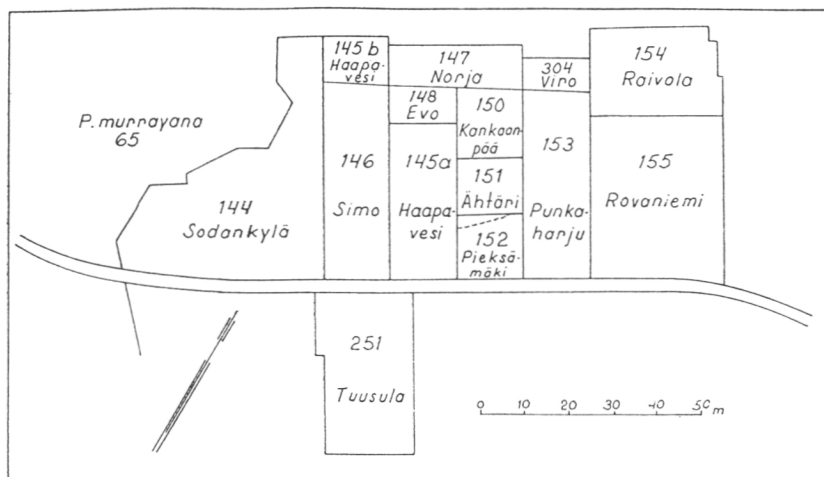 P. murrayana
65
144
Sodankylä
145 b
Haapa-
vesi
146
Simo
147
Norja
148
Evo
145a
Haapa-
vesi
150
Kankaan-
pää
151
Ähtäri
152
Pieksä-
mäki
304
Viro
153
Punka-
harju
154
Raivola
155
Rovaniemi
251
Tuusula
0 10 20 30 40 50 m